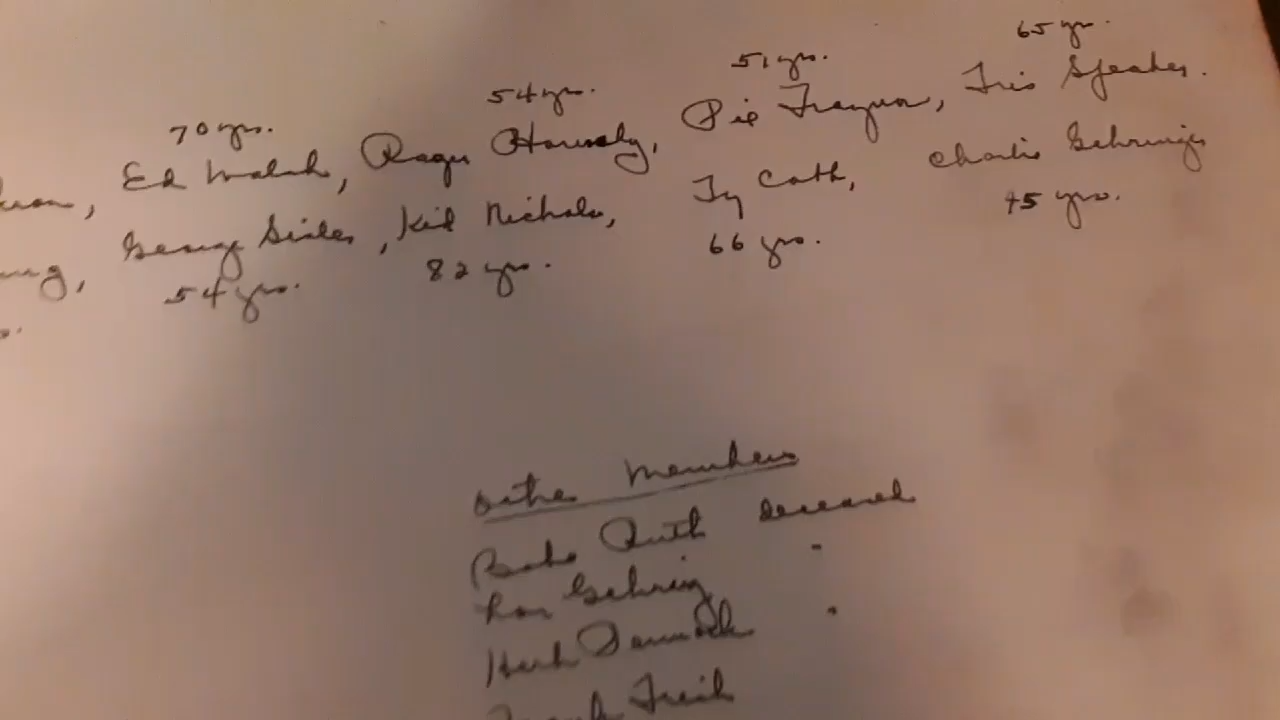 65 yrs.
51 yrs.
54 yrs.
70 yrs.
Ed Walsh, Roger Hornsby, Pie Traynor, Tris Speaker.
George Sisler, Kid Nichols, Ty Cobb, Charlie Gehringer
54 yrs. 82 yrs. 66 yrs. 45 yrs.
Other Members
Babe Ruth deceased
Lou Gehrig "
Herb Pennock "
Frank Frisch